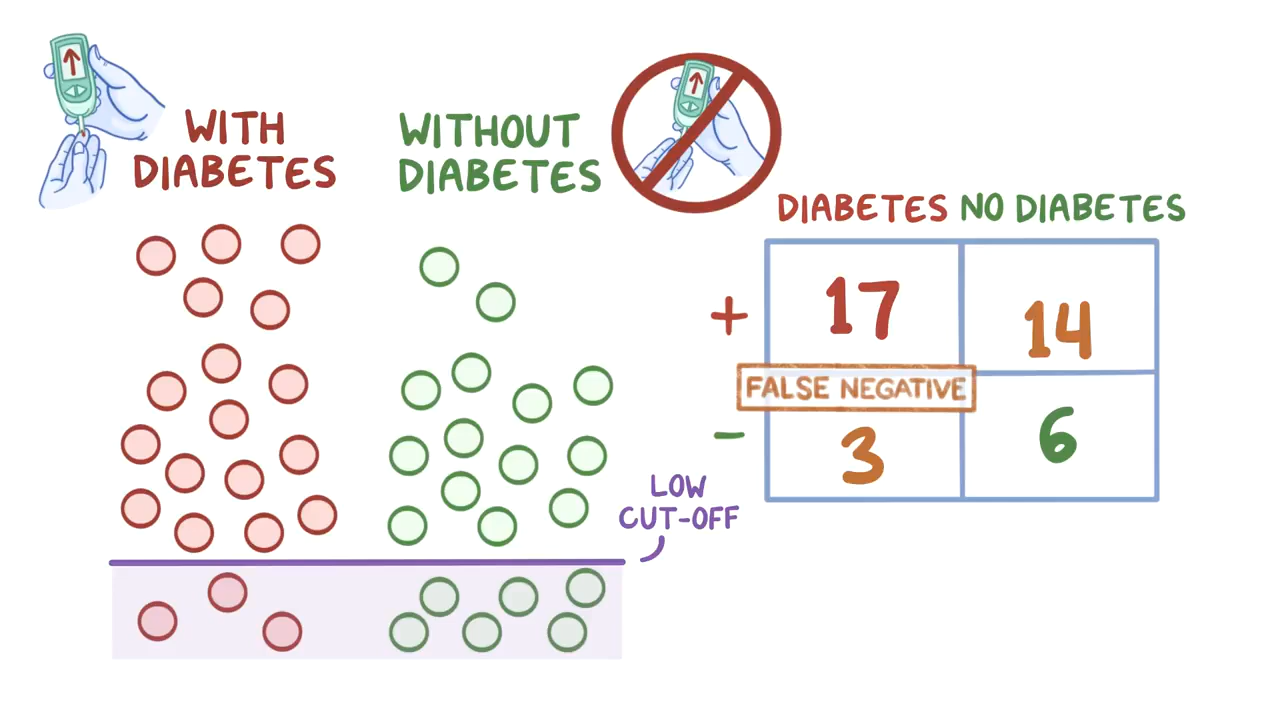 WITH
DIABETES
WITHOUT
DIABETES
DIABETES NO DIABETES
+ 17 14
FALSE NEGATIVE
- 3 6
LOW
CUT-OFF